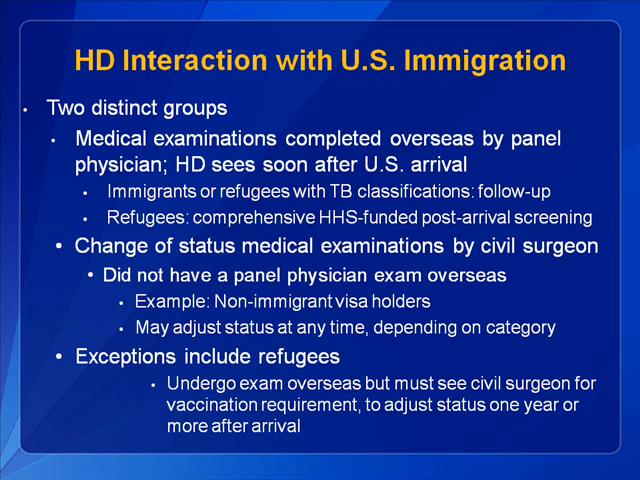 HD Interaction with U.S. Immigration
• Two distinct groups
• Medical examinations completed overseas by panel
physician; HD sees soon after U.S. arrival
• Immigrants or refugees with TB classifications: follow-up
• Refugees: comprehensive HHS-funded post-arrival screening
• Change of status medical examinations by civil surgeon
• Did not have a panel physician exam overseas
• Example: Non-immigrant visa holders
• May adjust status at any time, depending on category
• Exceptions include refugees
• Undergo exam overseas but must see civil surgeon for
vaccination requirement, to adjust status one year or
more after arrival